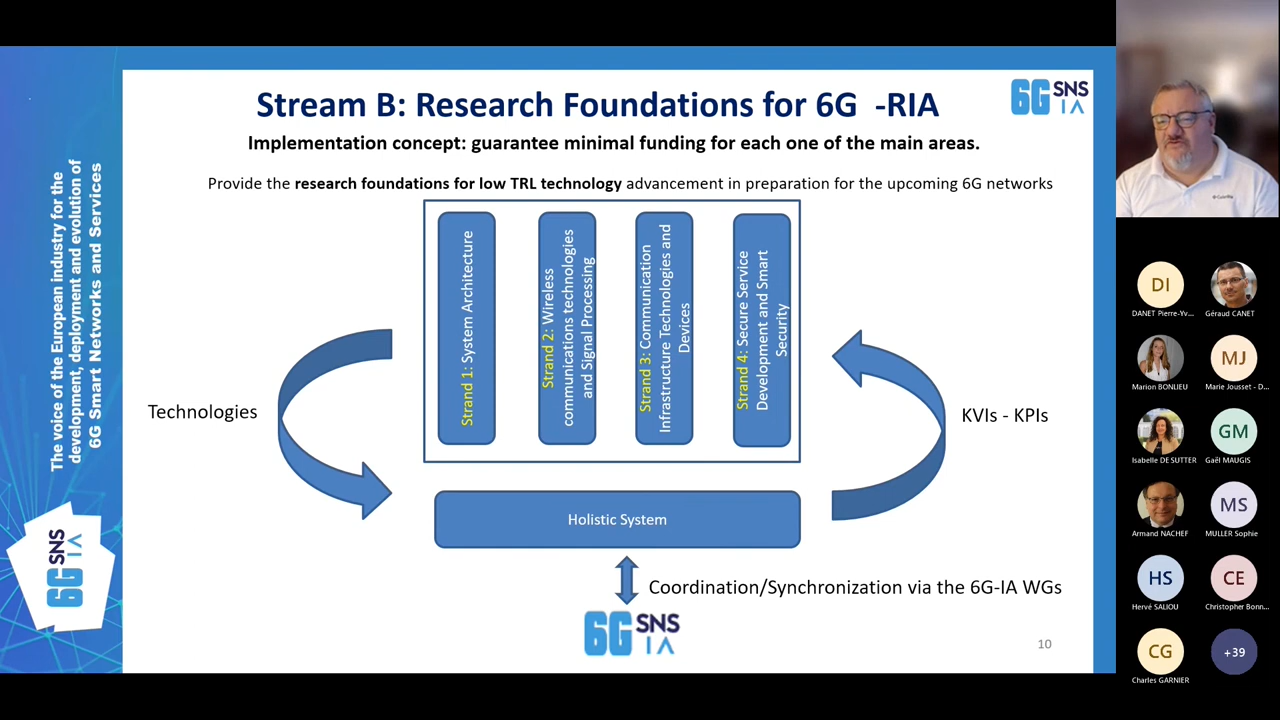 Stream B: Research Foundations for 6G -RIA
6G SNS
IA
Implementation concept: guarantee minimal funding for each one of the main areas.
Provide the research foundations for low TRL technology advancement in preparation for the upcoming 6G networks
The voice of the European industry for the
development, deployment and evolution of
6G Smart Networks and Services
6G SNS
IA
Strand 1: System Architecture
Strand 2: Wireless
communications technologies
and Signal Processing
Strand 3: Communication
Infrastructure Technologies and
Devices
Strand 4: Secure Service
Development and Smart
Security
Technologies
KVIs - KPIs
Holistic System
Coordination/Synchronization via the 6G-IA WGs
6G SNS
IA
10
DI
DANET Pierre-Yv...
Géraud CANET
Marion BONLIEU
MJ
Marie Jousset - D...
Isabelle DE SUTTER
GM
Gaël MAUGIS
Armand NACHEF
MS
MULLER Sophie
HS
Hervé SALIOU
CE
Christopher Bonn...
CG
Charles GARNIER
+39